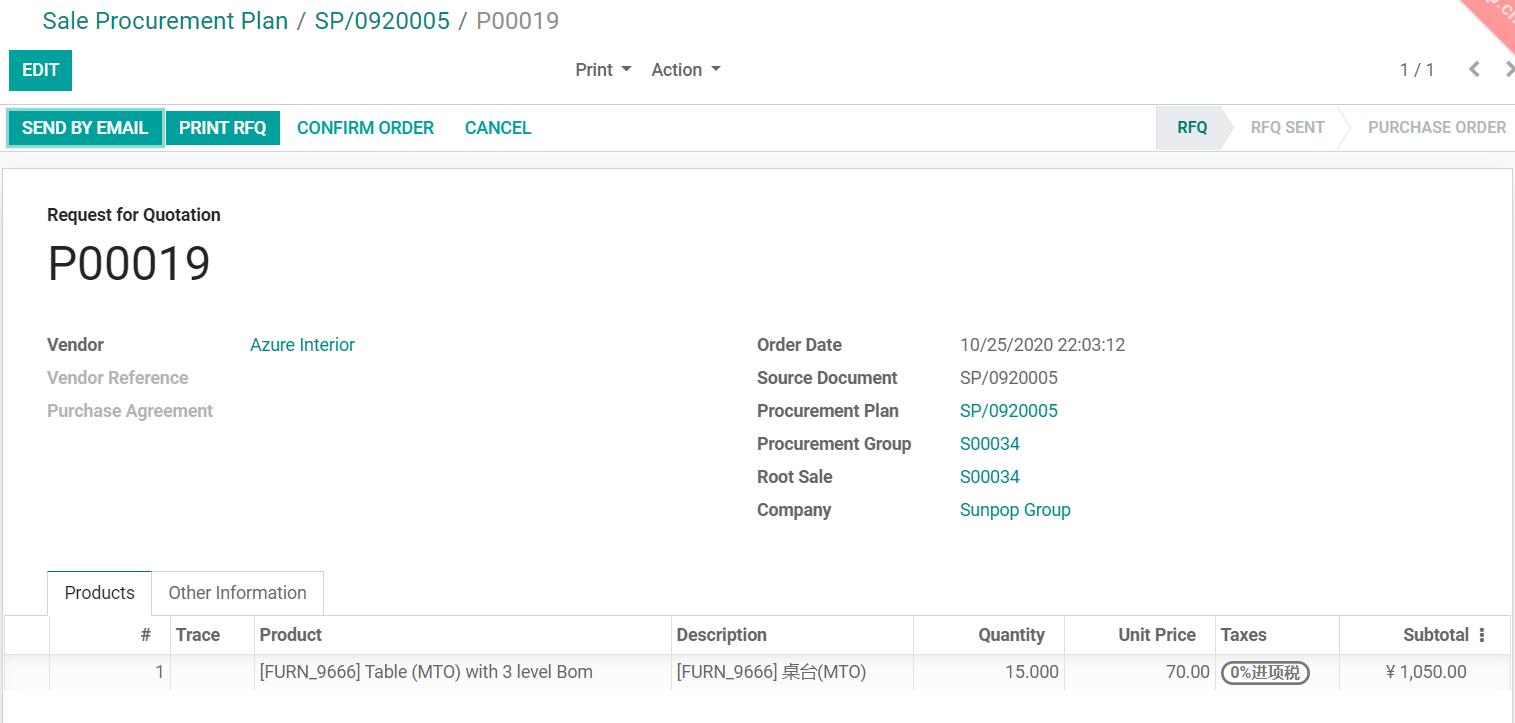 Sale Procurement Plan / SP/0920005 / P00019
EDIT
Print
Action
1 / 1
SEND BY EMAIL
PRINT RFQ
CONFIRM ORDER
CANCEL
RFQ
RFQ SENT
PURCHASE ORDER
Request for Quotation
P00019
Vendor Azure Interior
Vendor Reference
Purchase Agreement
Order Date 10/25/2020 22:03:12
Source Document SP/0920005
Procurement Plan SP/0920005
Procurement Group S00034
Root Sale S00034
Company Sunpop Group
Products
Other Information
# Trace Product Description Quantity Unit Price Taxes Subtotal
1 [FURN_9666] Table (MTO) with 3 level Bom [FURN_9666] 桌台(MTO) 15.000 70.00 0%进项税 ¥ 1,050.00